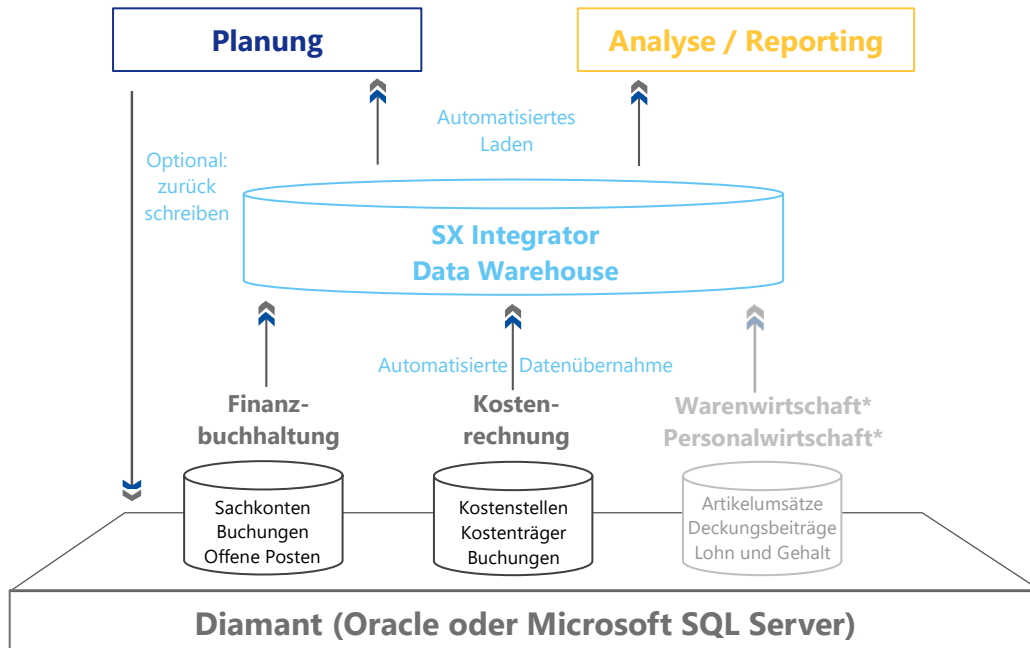 Planung
Analyse / Reporting
Automatisiertes
Laden
Optional:
zurück
schreiben
SX Integrator
Data Warehouse
Automatisierte Datenübernahme
Finanz-
buchhaltung
Kosten-
rechnung
Warenwirtschaft*
Personalwirtschaft*
Sachkonten
Buchungen
Offene Posten
Kostenstellen
Kostenträger
Buchungen
Artikelumsätze
Deckungsbeiträge
Lohn und Gehalt
Diamant (Oracle oder Microsoft SQL Server)